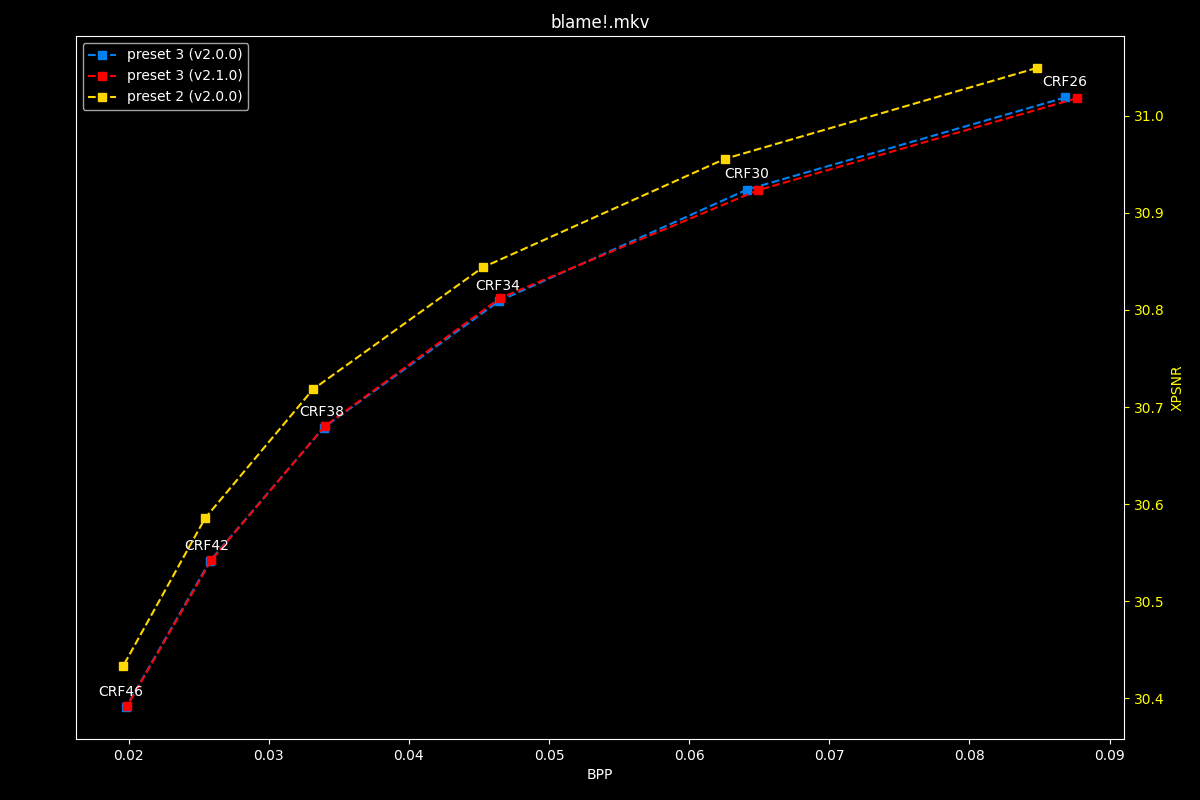 blame!.mkv
preset 3 (v2.0.0)
preset 3 (v2.1.0)
preset 2 (v2.0.0)
CRF26
CRF30
CRF34
CRF38
CRF42
CRF46
31.0
30.9
30.8
30.7
30.6
30.5
30.4
XPSNR
0.02 0.03 0.04 0.05 0.06 0.07 0.08 0.09
BPP